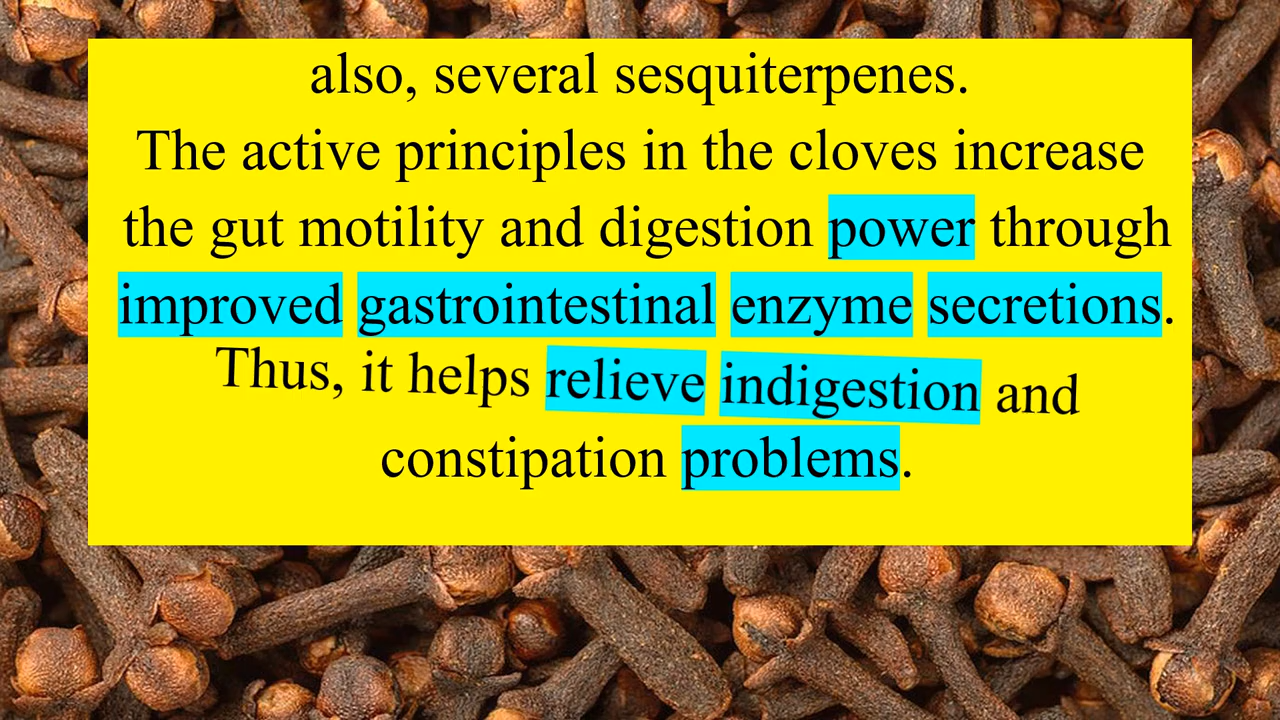 also, several sesquiterpenes.
The active principles in the cloves increase
the gut motility and digestion power through
improved gastrointestinal enzyme secretions.
Thus, it helps relieve indigestion and
constipation problems.